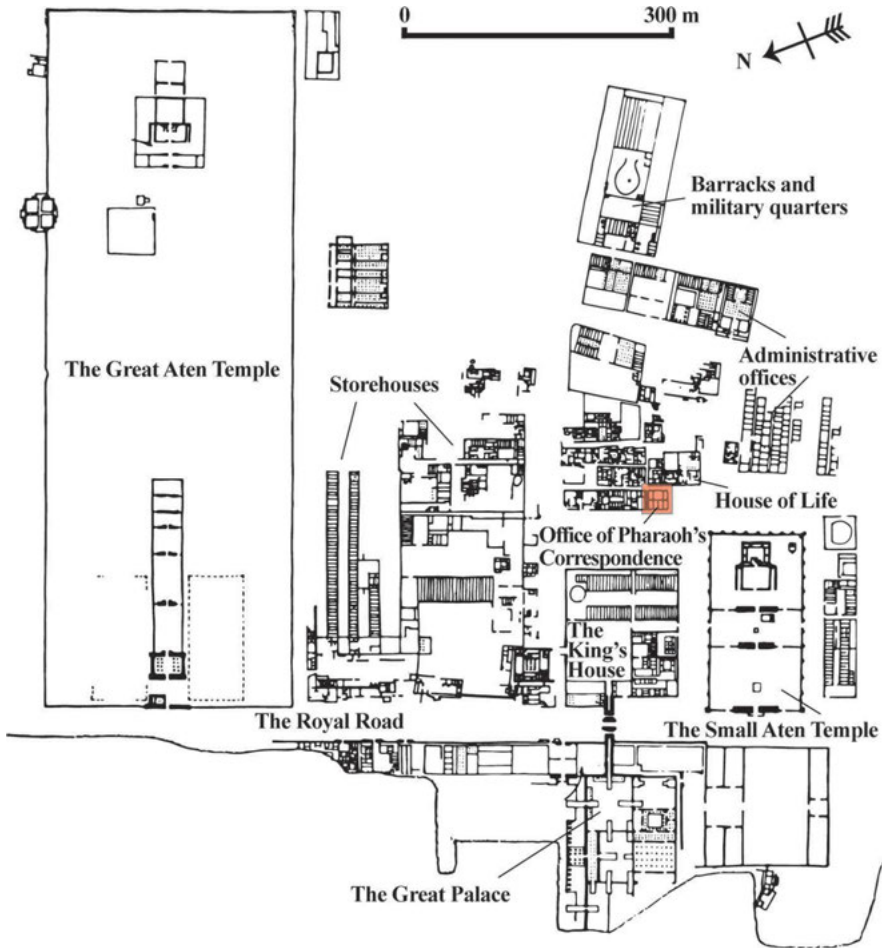 0
300 m
N
Barracks and
military quarters
The Great Aten Temple
Storehouses
Administrative
offices
House of Life
Office of Pharaoh's
Correspondence
The
King's
House
The Royal Road
The Small Aten Temple
The Great Palace